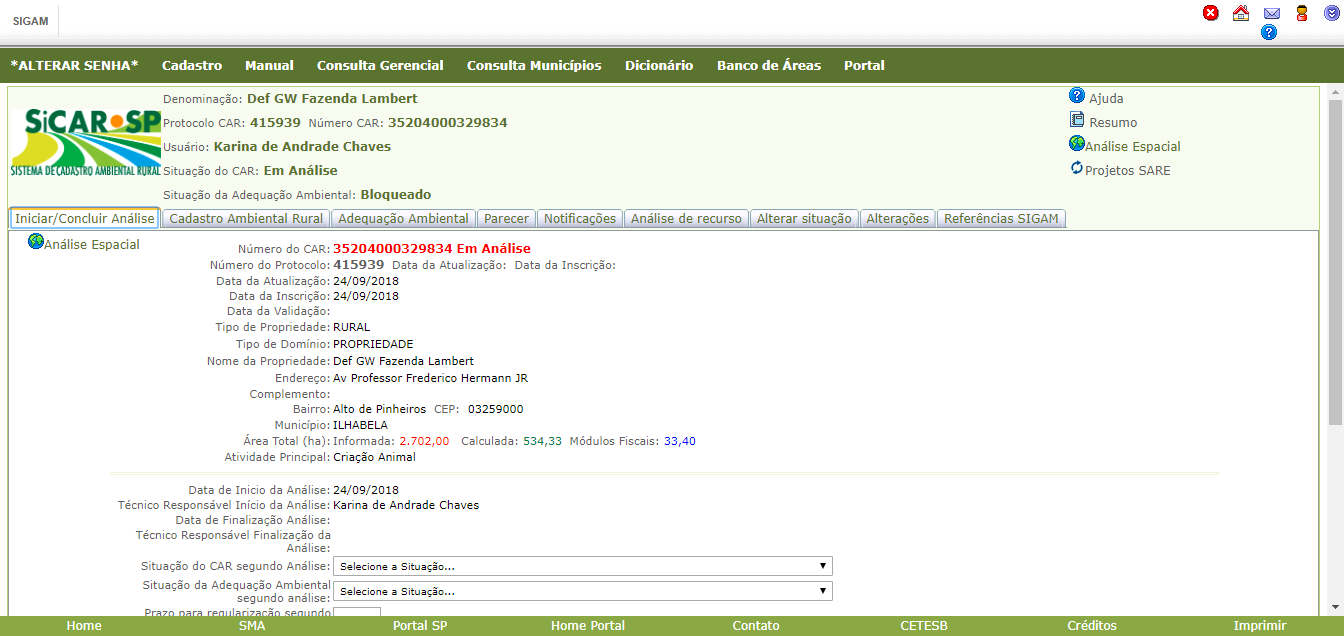 SIGAM
*ALTERAR SENHA* Cadastro Manual Consulta Gerencial Consulta Municípios Dicionário Banco de Áreas Portal
SiCAR SP
SISTEMA DE CADASTRO AMBIENTAL RURAL
Denominação: Def GW Fazenda Lambert
Protocolo CAR: 415939 Número CAR: 35204000329834
Usuário: Karina de Andrade Chaves
Situação do CAR: Em Análise
Situação da Adequação Ambiental: Bloqueado
Ajuda
Resumo
Análise Espacial
Projetos SARE
Iniciar/Concluir Análise Cadastro Ambiental Rural Adequação Ambiental Parecer Notificações Análise de recurso Alterar situação Alterações Referências SIGAM
Análise Espacial
Número do CAR: 35204000329834 Em Análise
Número do Protocolo: 415939 Data da Atualização: Data da Inscrição:
Data da Atualização: 24/09/2018
Data da Inscrição: 24/09/2018
Data da Validação:
Tipo de Propriedade: RURAL
Tipo de Domínio: PROPRIEDADE
Nome da Propriedade: Def GW Fazenda Lambert
Endereço: Av Professor Frederico Hermann JR
Complemento:
Bairro: Alto de Pinheiros CEP: 03259000
Município: ILHABELA
Área Total (ha): Informada: 2.702,00 Calculada: 534,33 Módulos Fiscais: 33,40
Atividade Principal: Criação Animal
Data de Inicio da Análise: 24/09/2018
Técnico Responsável Início da Análise: Karina de Andrade Chaves
Data de Finalização Análise:
Técnico Responsável Finalização da
Análise:
Situação do CAR segundo Análise: Selecione a Situação...
Situação da Adequação Ambiental
segundo análise: Selecione a Situação...
Prazo para regularização segundo
Home SMA Portal SP Home Portal Contato CETESB Créditos Imprimir